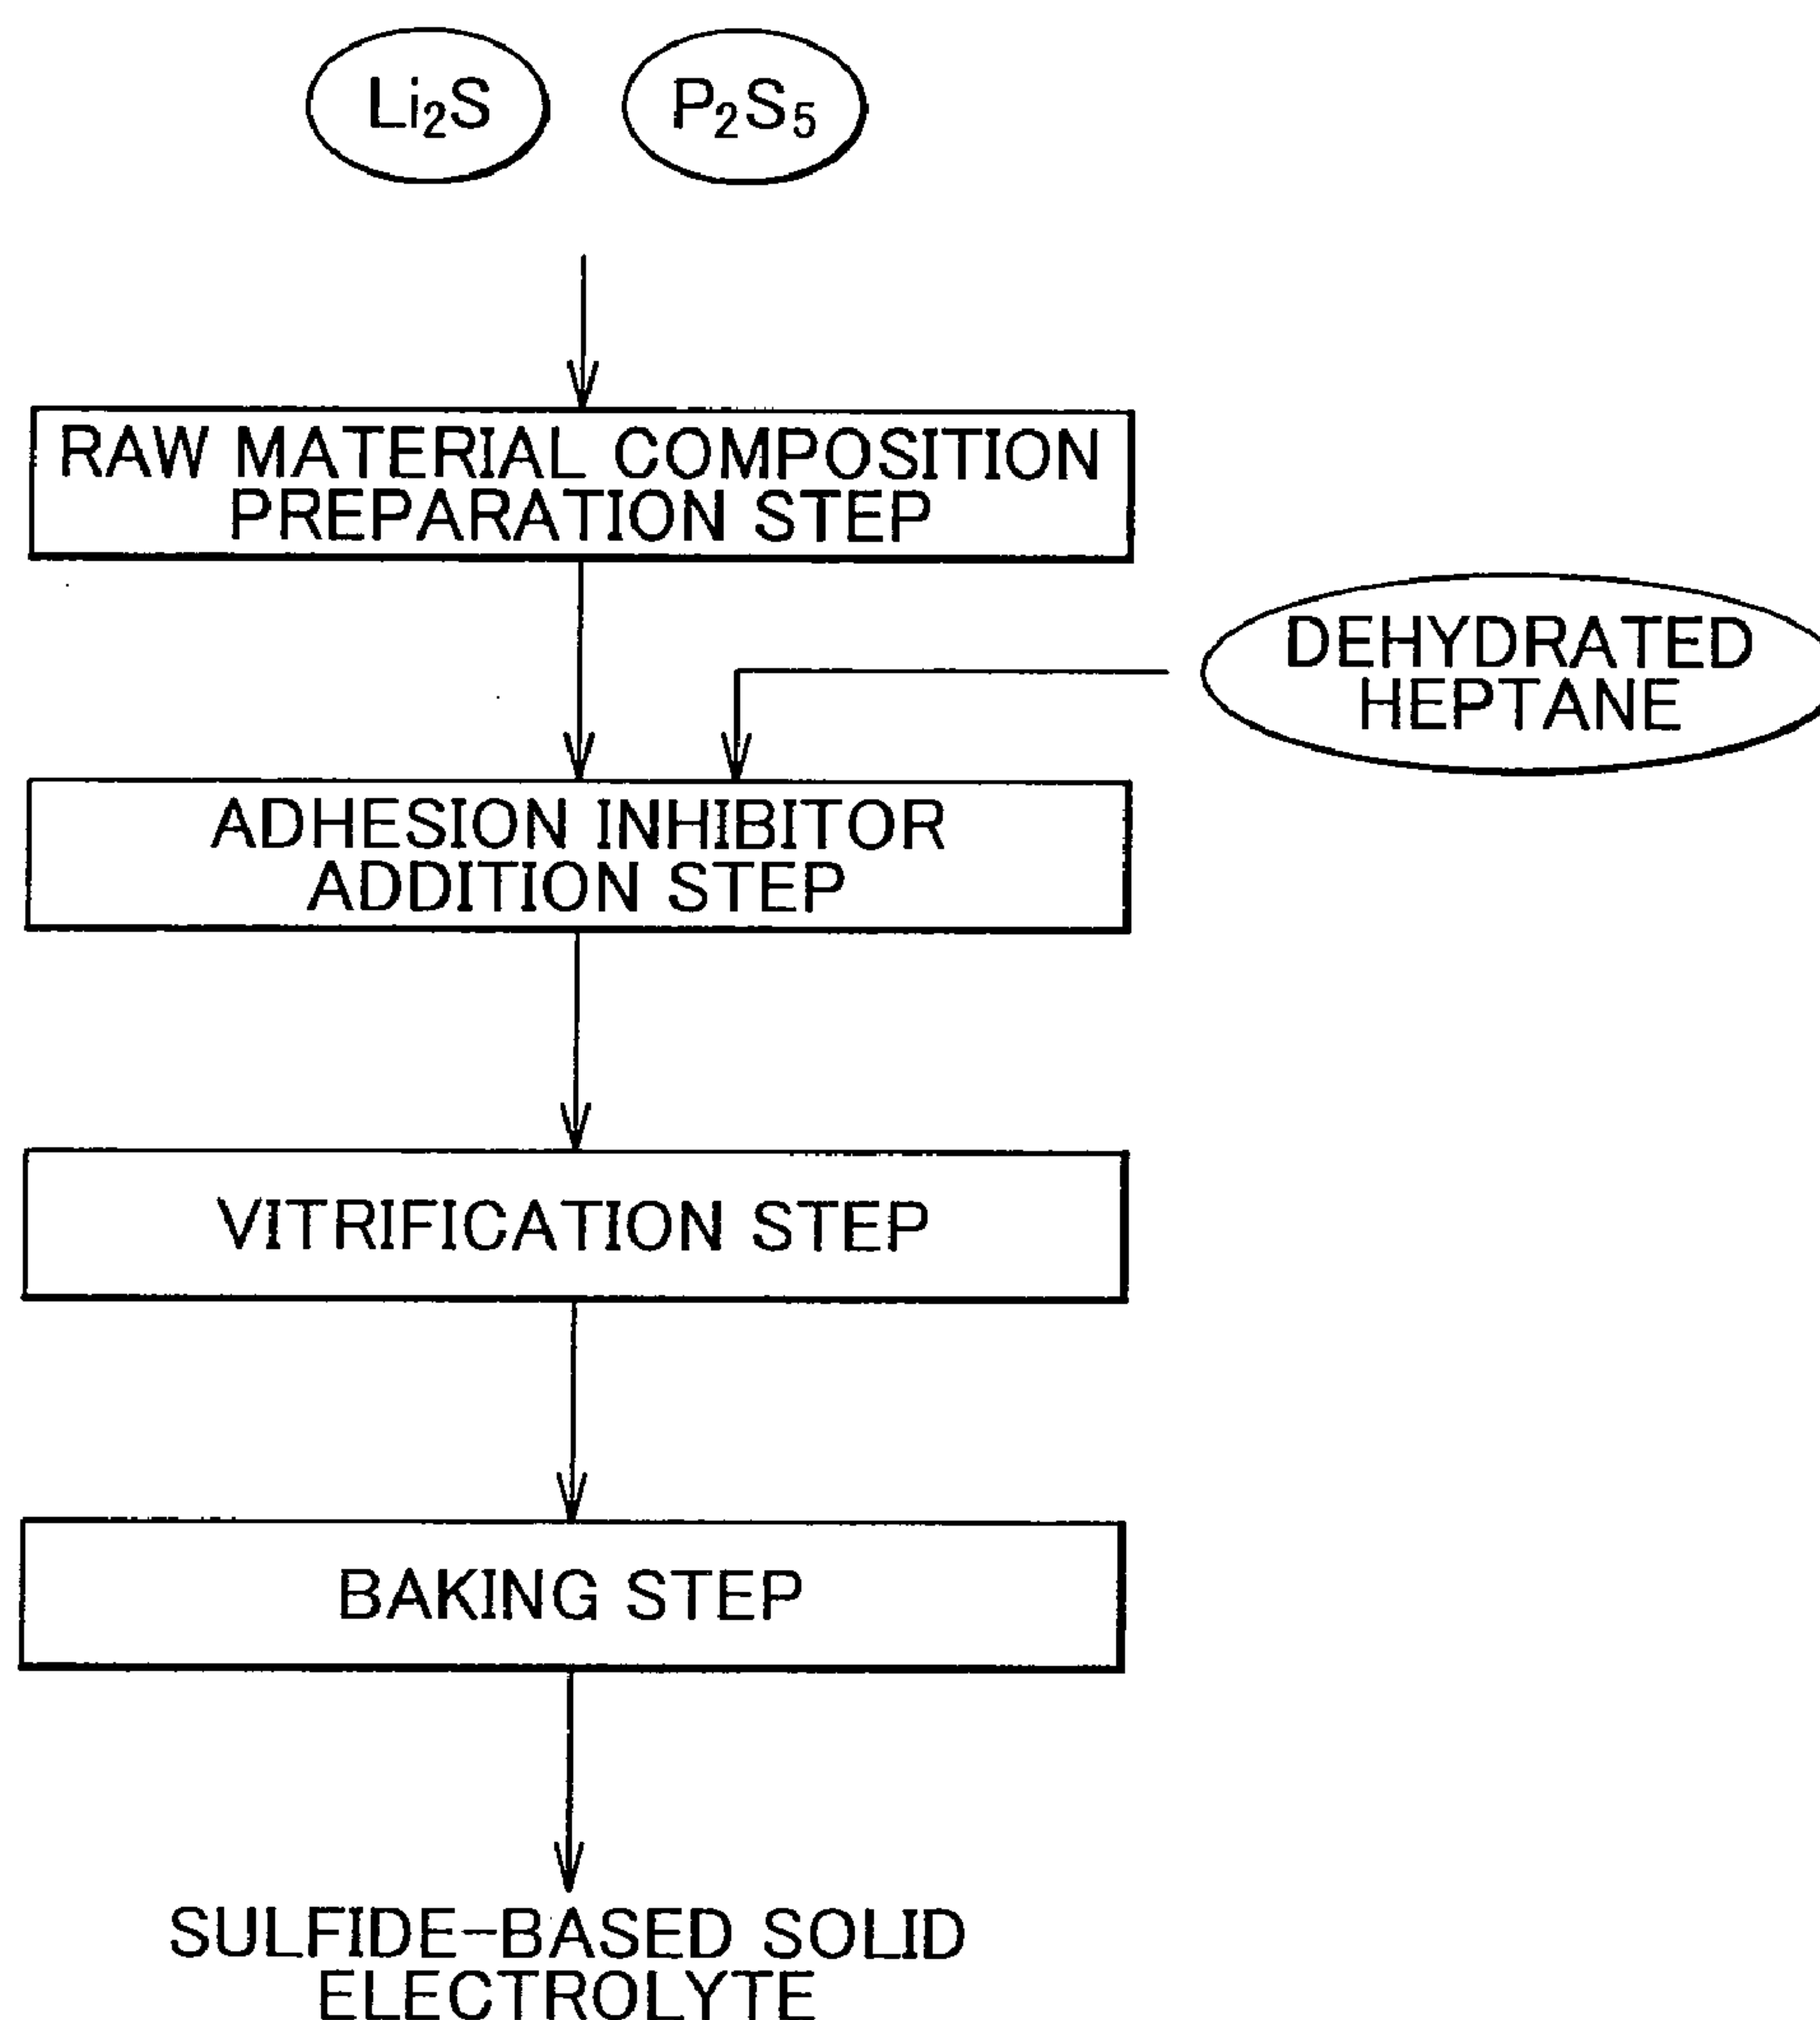 Li₂S P₂S₅
RAW MATERIAL COMPOSITION
PREPARATION STEP
DEHYDRATED
HEPTANE
ADHESION INHIBITOR
ADDITION STEP
VITRIFICATION STEP
BAKING STEP
SULFIDE-BASED SOLID
ELECTROLYTE